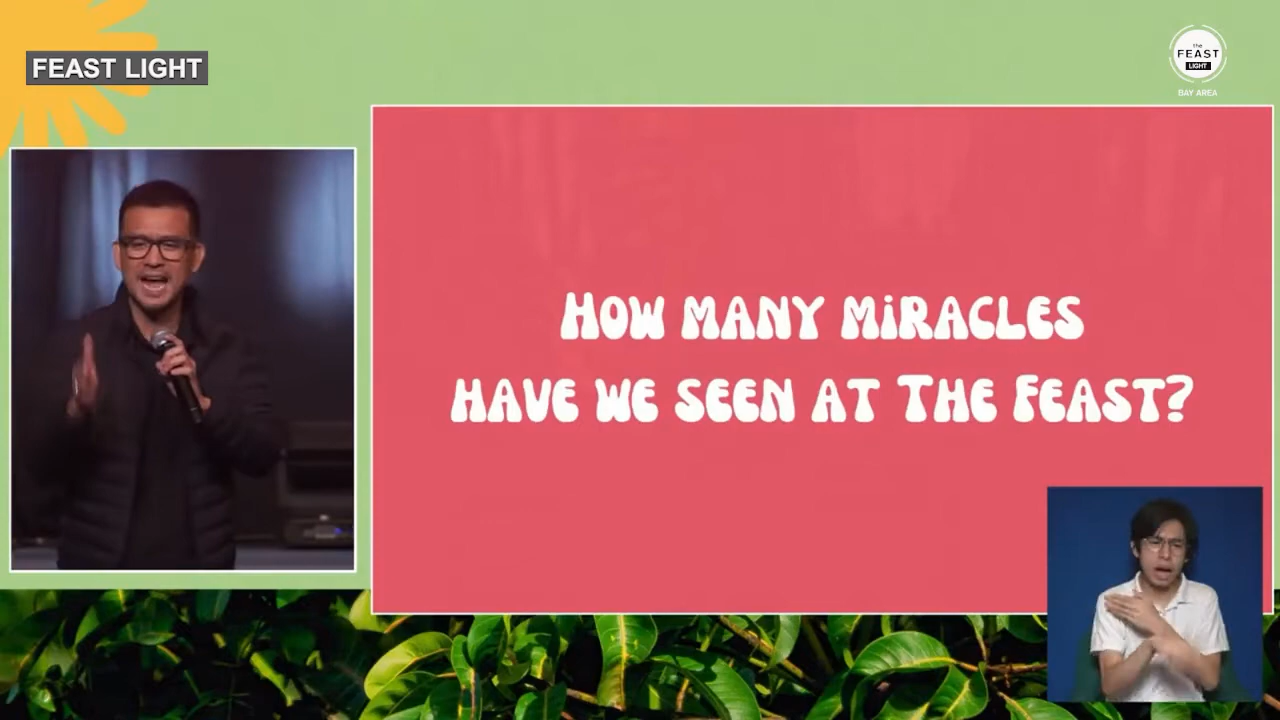 FEAST LIGHT
the
FEAST
LIGHT
BAY AREA
HOW MANY MiRACLES
HAVE WE SEEN AT THE FEAST?